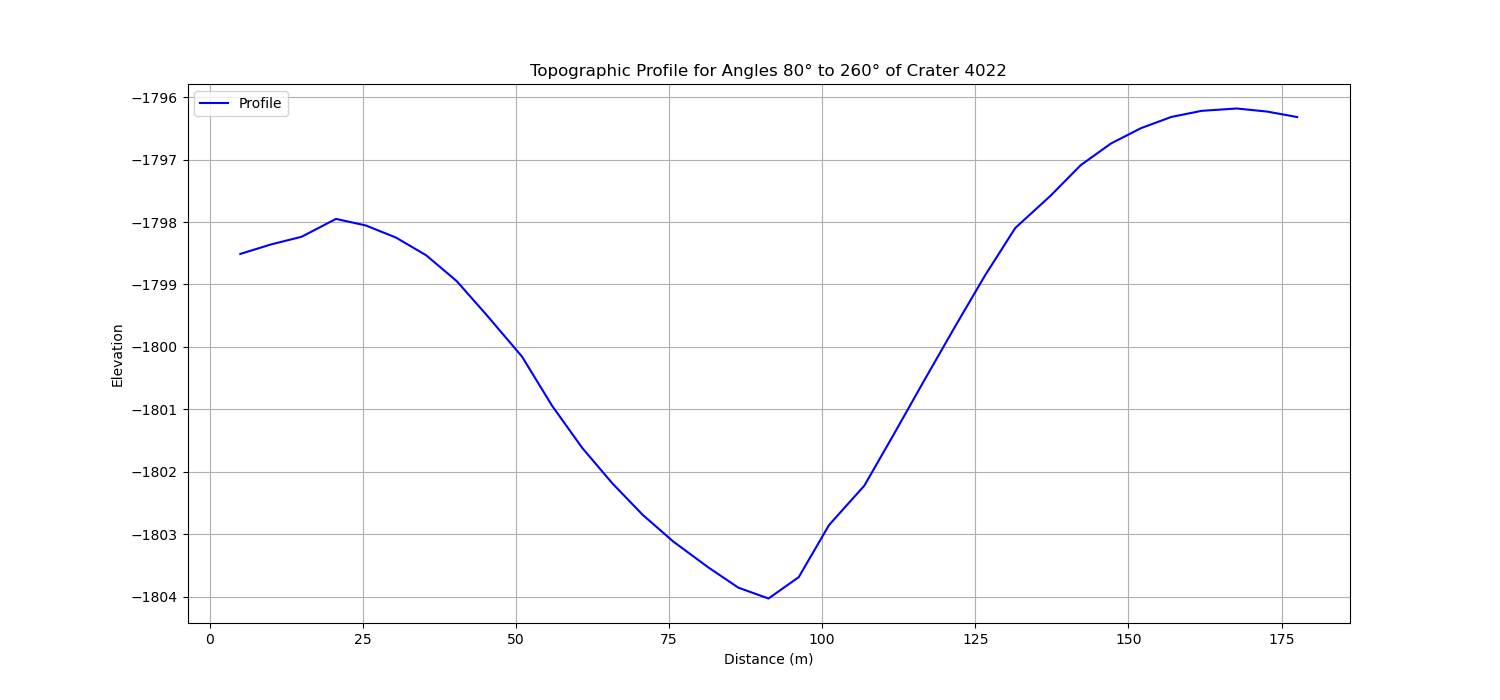 Topographic Profile for Angles 80° to 260° of Crater 4022
Profile
−1796
−1797
−1798
−1799
−1800
−1801
−1802
−1803
−1804
Elevation
0 25 50 75 100 125 150 175
Distance (m)